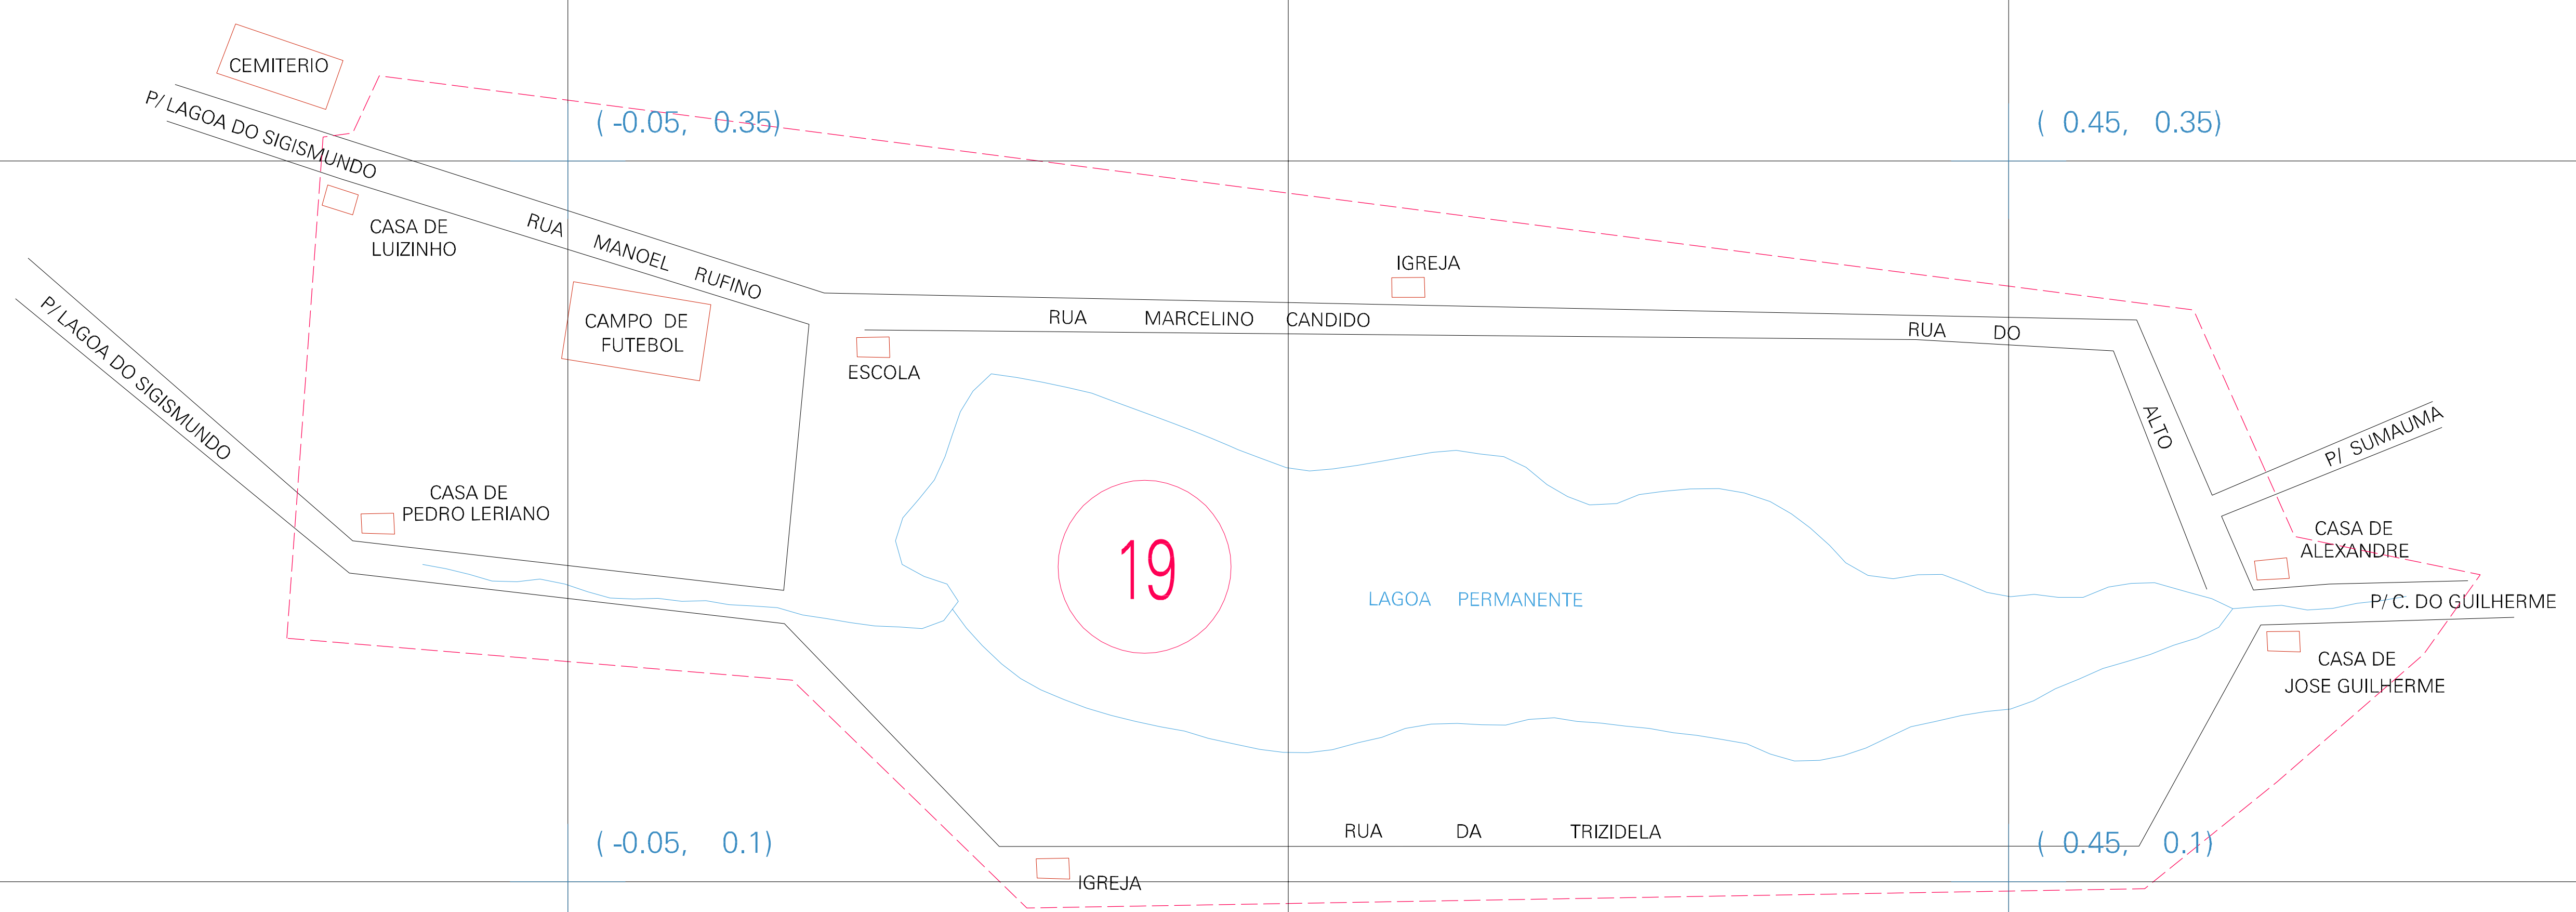 CEMITERIO
P/ LAGOA DO SIGISMUNDO
( -0.05, 0.35)
( 0.45, 0.35)
CASA DE
LUIZINHO
RUA MANOEL RUFINO
IGREJA
P/ LAGOA DO SIGISMUNDO
CAMPO DE
FUTEBOL
RUA MARCELINO CANDIDO
RUA DO ALTO
ESCOLA
P/ SUMAUMA
CASA DE
PEDRO LERIANO
CASA DE
ALEXANDRE
19
LAGOA PERMANENTE
P/ C. DO GUILHERME
CASA DE
JOSE GUILHERME
( -0.05, 0.1)
RUA DA TRIZIDELA
( 0.45, 0.1)
IGREJA